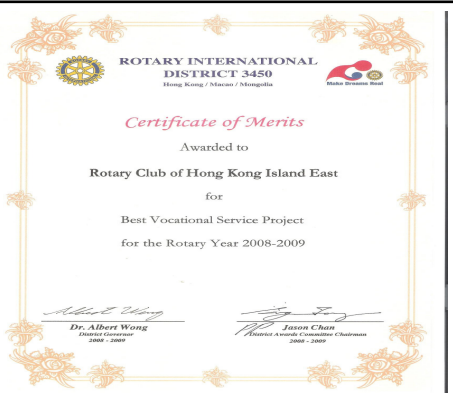 ROTARY INTERNATIONAL
DISTRICT 3450
Hong Kong / Macao / Mongolia
Make Dreams Real
Certificate of Merits
Awarded to
Rotary Club of Hong Kong Island East
for
Best Vocational Service Project
for the Rotary Year 2008-2009
Albert Wong
Dr. Albert Wong
District Governor
2008 - 2009
PP
Jason Chan
District Awards Committee Chairman
2008 - 2009